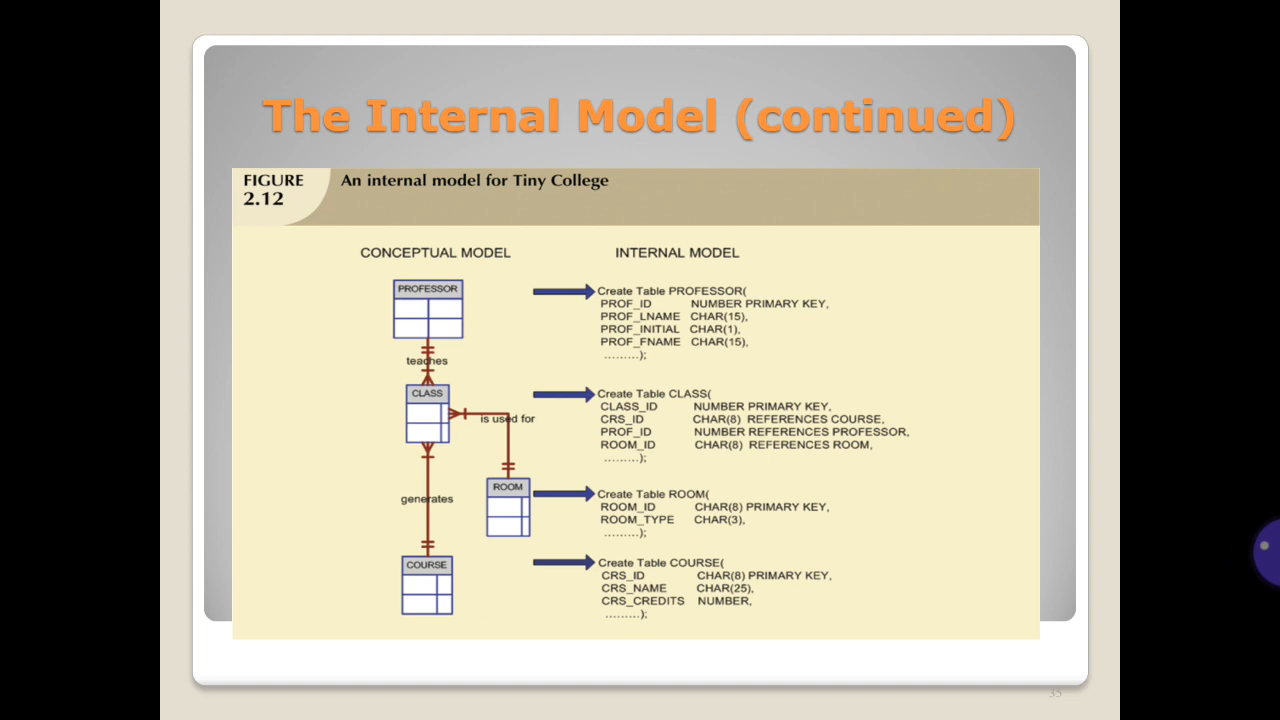 The Internal Model (continued)
FIGURE
2.12
An internal model for Tiny College
CONCEPTUAL MODEL
INTERNAL MODEL
PROFESSOR
teaches
CLASS
is used for
ROOM
generates
COURSE
Create Table PROFESSOR(
PROF_ID NUMBER PRIMARY KEY,
PROF_LNAME CHAR(15),
PROF_INITIAL CHAR(1),
PROF_FNAME CHAR(15),
.........);
Create Table CLASS(
CLASS_ID NUMBER PRIMARY KEY,
CRS_ID CHAR(8) REFERENCES COURSE,
PROF_ID NUMBER REFERENCES PROFESSOR,
ROOM_ID CHAR(8) REFERENCES ROOM,
.........);
Create Table ROOM(
ROOM_ID CHAR(8) PRIMARY KEY,
ROOM_TYPE CHAR(3),
.........);
Create Table COURSE(
CRS_ID CHAR(8) PRIMARY KEY,
CRS_NAME CHAR(25),
CRS_CREDITS NUMBER,
.........);
35